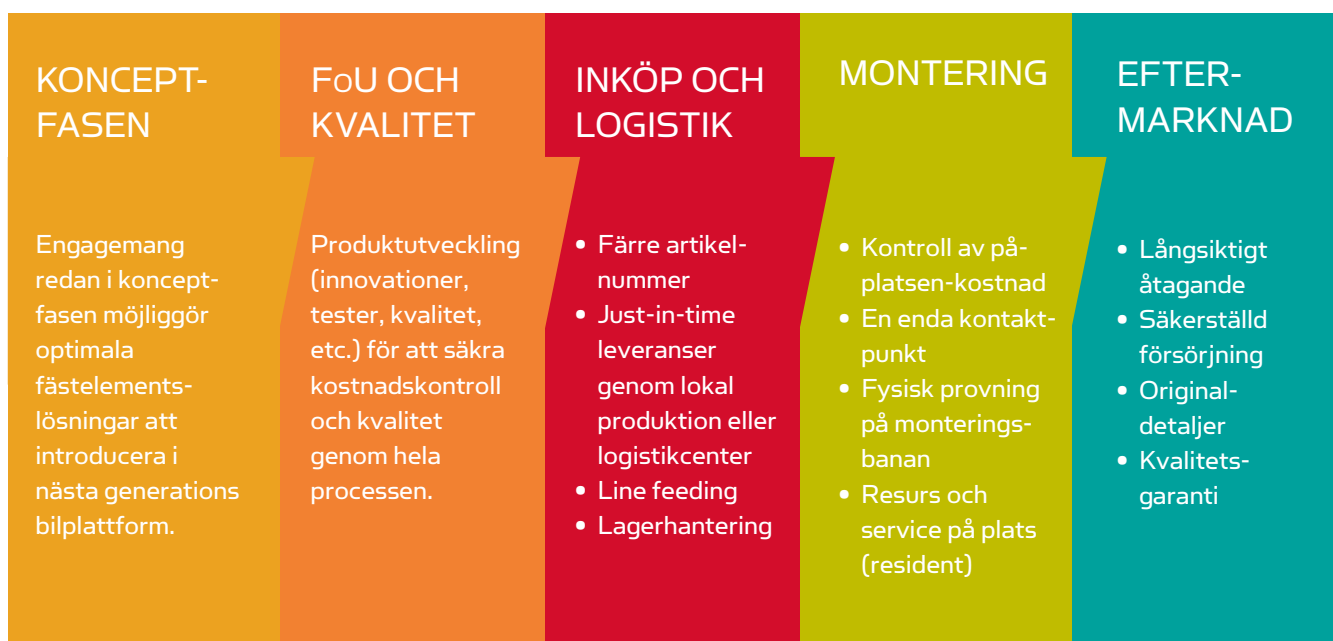 KONCEPT-
FASEN
Engagemang
redan i koncept-
fasen möjliggör
optimala
fästelements-
lösningar att
introducera i
nästa generations
bilplattform.
FoU OCH
KVALITET
Produktutveckling
(innovationer,
tester, kvalitet,
etc.) för att säkra
kostnadskontroll
och kvalitet
genom hela
processen.
INKÖP OCH
LOGISTIK
• Färre artikel-
nummer
• Just-in-time
leveranser
genom lokal
produktion eller
logistikcenter
• Line feeding
• Lagerhantering
MONTERING
• Kontroll av på-
platsen-kostnad
• En enda kontakt-
punkt
• Fysisk provning
på monterings-
banan
• Resurs och
service på plats
(resident)
EFTER-
MARKNAD
• Långsiktigt
åtagande
• Säkerställd
försörjning
• Original-
detaljer
• Kvalitets-
garanti